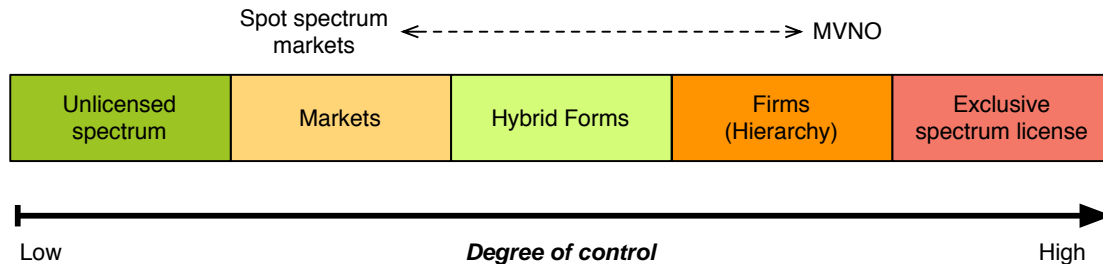 Spot spectrum
markets
MVNO
Unlicensed
spectrum
Markets
Hybrid Forms
Firms
(Hierarchy)
Exclusive
spectrum license
Low
Degree of control
High